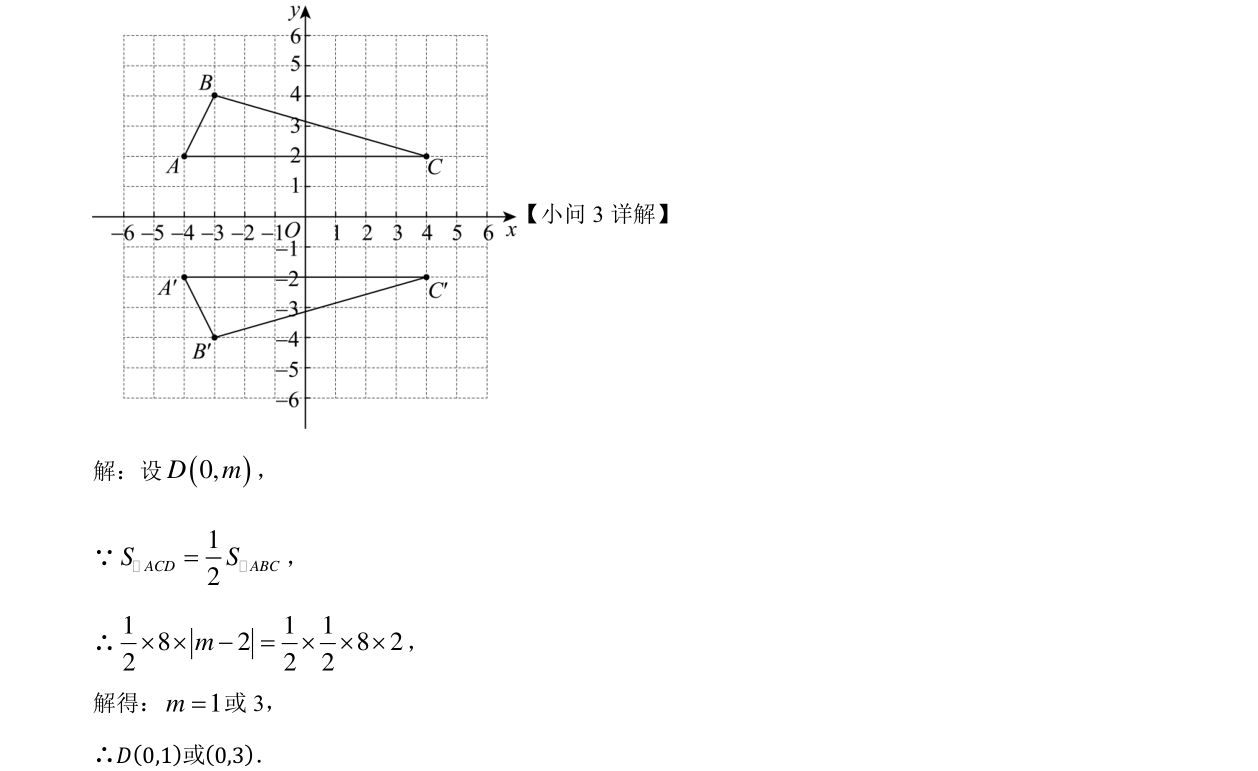 y
6
5
B
4
3
A
2
C
1
【小问 3 详解】
–6 –5 –4 –3 –2 –1 O 1 2 3 4 5 6 x
–1
A′
–2
C′
–3
B′
–4
–5
–6
解：设 D(0,m)，
∵ S□ACD = 1/2 S□ABC，
∴ 1/2 × 8 × |m − 2| = 1/2 × 1/2 × 8 × 2，
解得：m = 1或 3，
∴D(0,1)或(0,3).